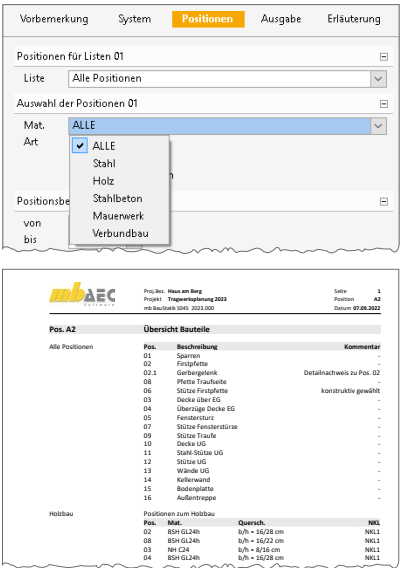 Vorbemerkung System Positionen Ausgabe Erläuterung
Positionen für Listen 01
Liste Alle Positionen
Auswahl der Positionen 01
Mat. ALLE
Art ALLE
Stahl
Holz
Stahlbeton
Positionsbe Mauerwerk
von Verbundbau
bis
mb AEC Software
Proj.Bez. Haus am Berg Seite 1
Projekt Tragwerksplanung 2023 Position A2
mb BauStatik S045 2023.000 Datum 07.09.2022
Pos. A2 Übersicht Bauteile
Alle Positionen Pos. Beschreibung Kommentar
01 Sparren -
02 Firstpfette -
02.1 Gerbergelenk Detailnachweis zu Pos. 02
08 Pfette Traufseite -
06 Stütze Firstpfette konstruktiv gewählt
03 Decke über EG -
04 Überzüge Decke EG -
05 Fenstersturz -
07 Stütze Fensterstürze -
09 Stütze Traufe -
10 Decke UG -
11 Stahl-Stütze UG -
12 Stütze UG -
13 Wände UG -
14 Kellerwand -
15 Bodenplatte -
16 Außentreppe -
Holzbau Positionen zum Holzbau
Pos. Mat. Quersch. NKL
02 BSH GL24h b/h = 16/28 cm NKL1
08 BSH GL24h b/h = 16/22 cm NKL1
03 NH C24 b/h = 8/16 cm NKL1
04 BSH GL24h b/h = 16/28 cm NKL1